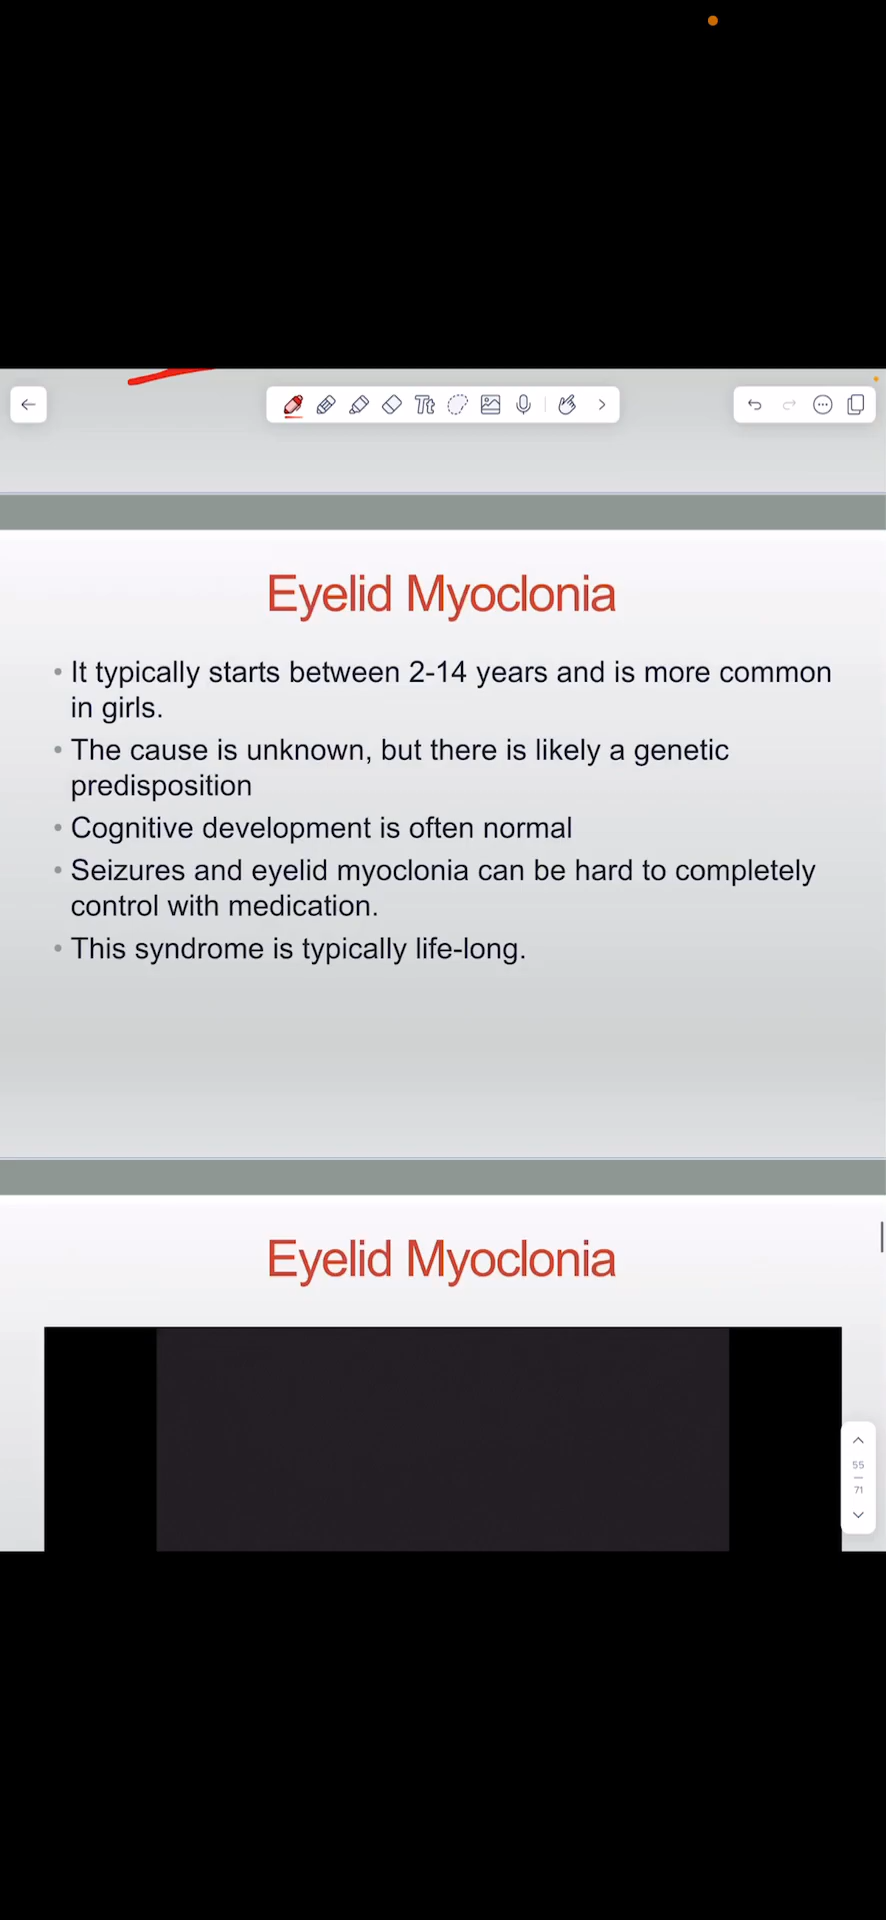 Tt
Eyelid Myoclonia
• It typically starts between 2-14 years and is more common
in girls.
• The cause is unknown, but there is likely a genetic
predisposition
• Cognitive development is often normal
• Seizures and eyelid myoclonia can be hard to completely
control with medication.
• This syndrome is typically life-long.
Eyelid Myoclonia
55
71